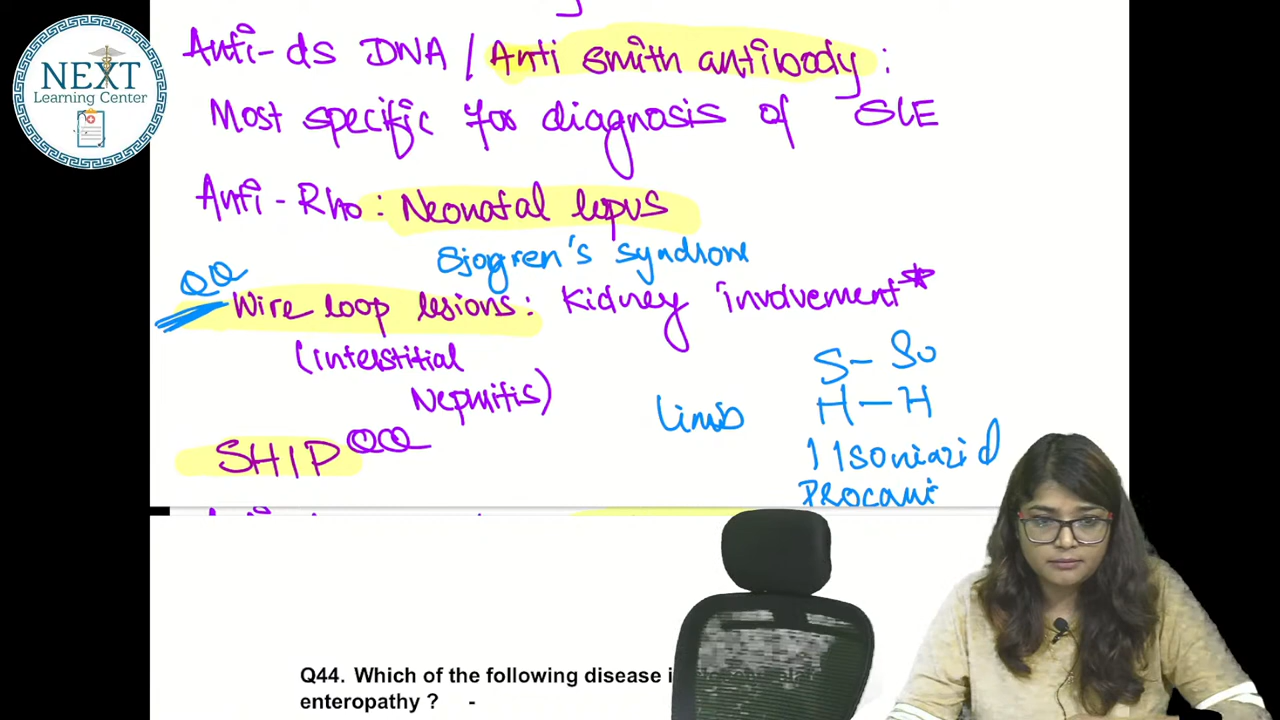 NEXT
Learning Center
Anti-ds DNA / Anti smith antibody :
Most specific for diagnosis of SLE
Anti-Rho : Neonatal lupus
Sjogren's syndrome
QQ
Wire loop lesions : Kidney involvement*
(interstitial
Nephritis)
S - So
H - H
limb
SHIP QQ
I Isoniazid
Procani
Q44. Which of the following disease i
enteropathy ? -